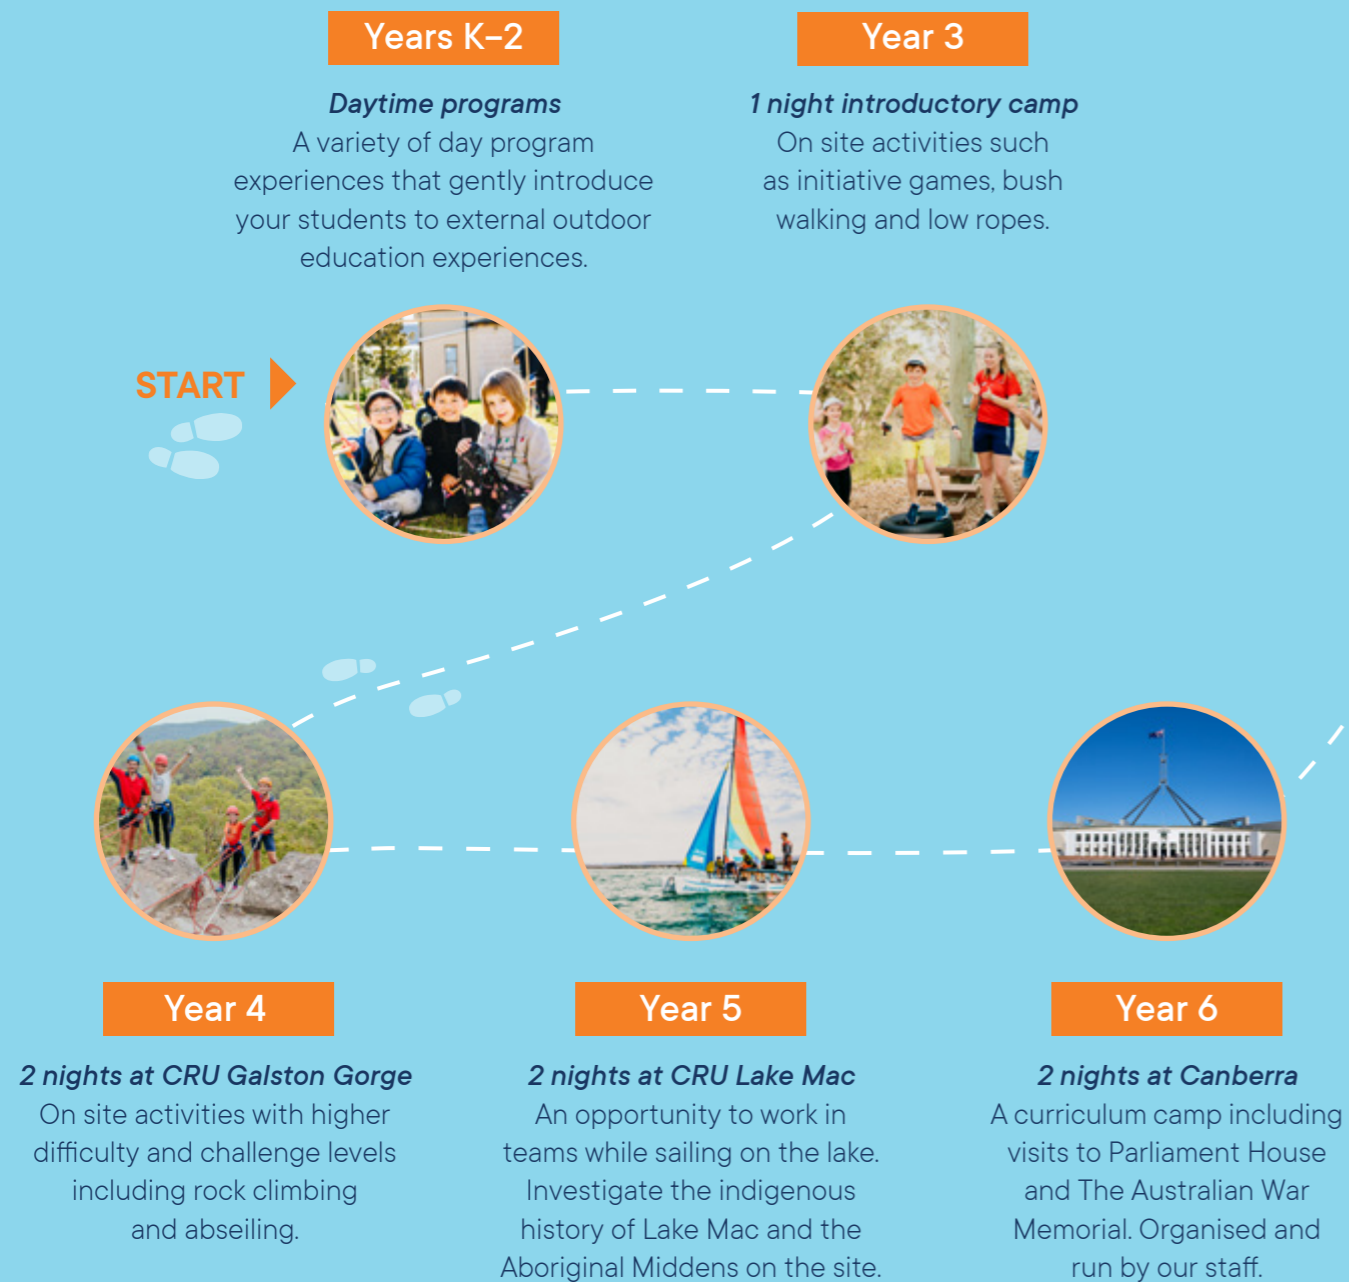 Years K–2
Daytime programs
A variety of day program
experiences that gently introduce
your students to external outdoor
education experiences.
Year 3
1 night introductory camp
On site activities such
as initiative games, bush
walking and low ropes.
START
Year 4
2 nights at CRU Galston Gorge
On site activities with higher
difficulty and challenge levels
including rock climbing
and abseiling.
Year 5
2 nights at CRU Lake Mac
An opportunity to work in
teams while sailing on the lake.
Investigate the indigenous
history of Lake Mac and the
Aboriginal Middens on the site.
Year 6
2 nights at Canberra
A curriculum camp including
visits to Parliament House
and The Australian War
Memorial. Organised and
run by our staff.